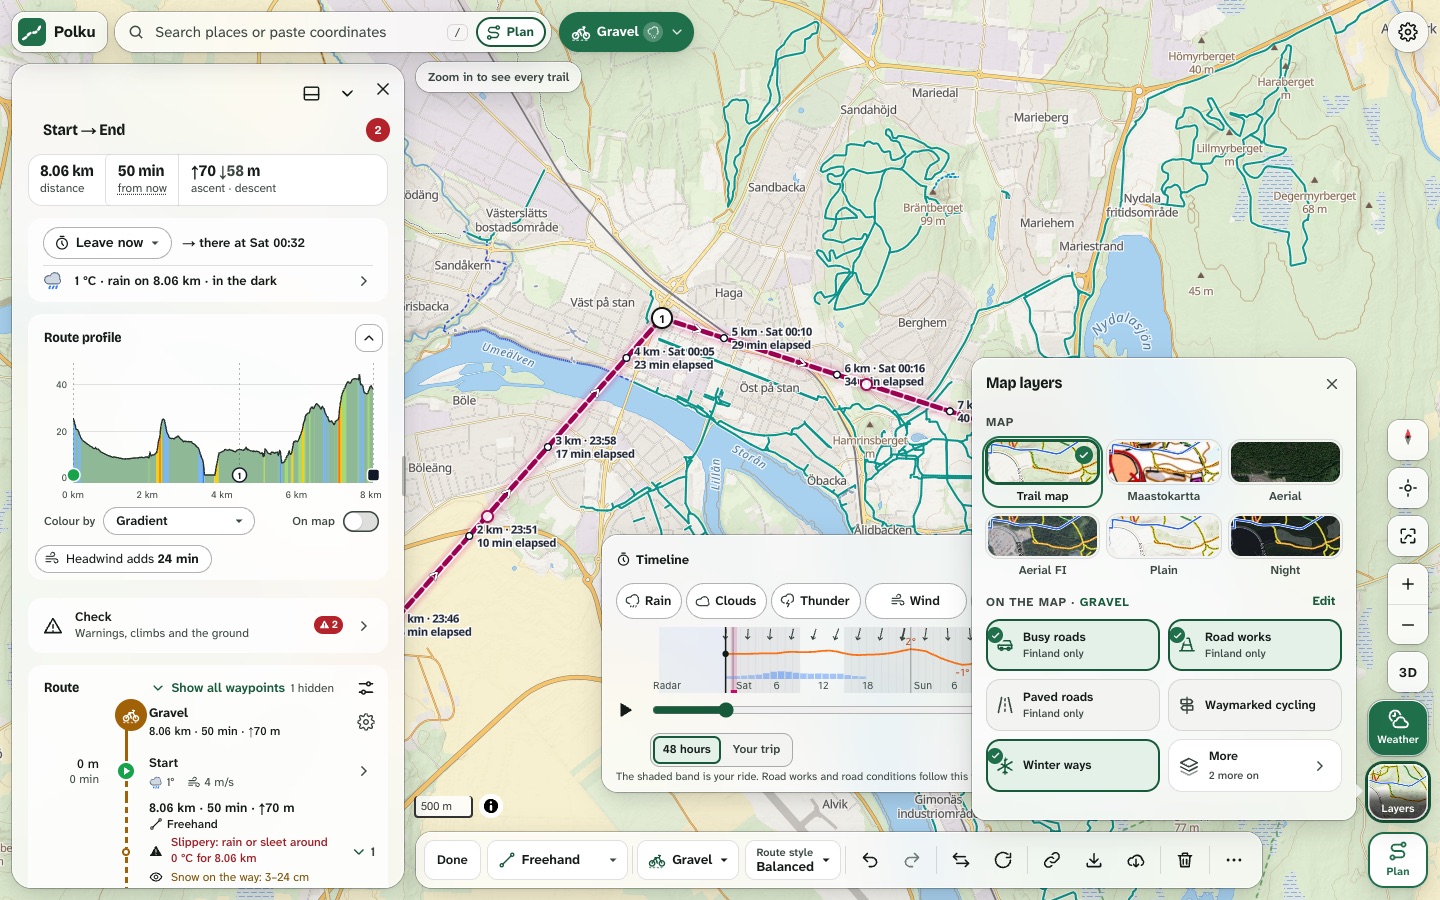 Polku
Search places or paste coordinates
/
Plan
Gravel
Zoom in to see every trail
Start → End
2
8.06 km
distance
50 min
from now
↑70 ↓58 m
ascent · descent
Leave now
→ there at Sat 00:32
1 °C · rain on 8.06 km · in the dark
Route profile
40
20
0
1
0 km
2 km
4 km
6 km
8 km
Colour by
Gradient
On map
Headwind adds 24 min
Check
Warnings, climbs and the ground
2
Route
Show all waypoints
1 hidden
Gravel
8.06 km · 50 min · ↑70 m
0 m
0 min
Start
1°
4 m/s
8.06 km · 50 min · ↑70 m
Freehand
Slippery: rain or sleet around
0 °C for 8.06 km
1
Snow on the way: 3–24 cm
Mariedal
Sandahöjd
Marieberg
Hömyrberget
40 m
Haraberget
m
Lillmyrberget
Degermyrberget
68 m
Sandbacka
Bräntberget
99 m
Mariehem
Nydala
fritidsområde
Mariestrand
45 m
Nydalasjön
ödäng
Västerslätts
bostadsområde
Sandåkern
risbacka
Väst på stan
Haga
Berghem
Umeälven
Böle
Böleäng
Öst på stan
Hamrinsberget
m
Storån
Lillån
Öbacka
Ålidbacken
Alvik
Gimonäs
industriområde
77 m
1
5 km · Sat 00:10
29 min elapsed
4 km · Sat 00:05
23 min elapsed
6 km · Sat 00:16
34 min elapsed
7 k
40
3 km · 23:58
17 min elapsed
2 km · 23:51
10 min elapsed
km · 23:46
min elapsed
500 m
Timeline
Rain
Clouds
Thunder
Wind
2°
-1°
Radar
Sat
6
12
18
Sun
6
48 hours
Your trip
The shaded band is your ride. Road works and road conditions follow this
Map layers
MAP
Trail map
Maastokartta
Aerial
Aerial FI
Plain
Night
ON THE MAP · GRAVEL
Edit
Busy roads
Finland only
Road works
Finland only
Paved roads
Finland only
Waymarked cycling
Winter ways
More
2 more on
3D
Weather
Layers
Plan
Done
Freehand
Gravel
Route style
Balanced